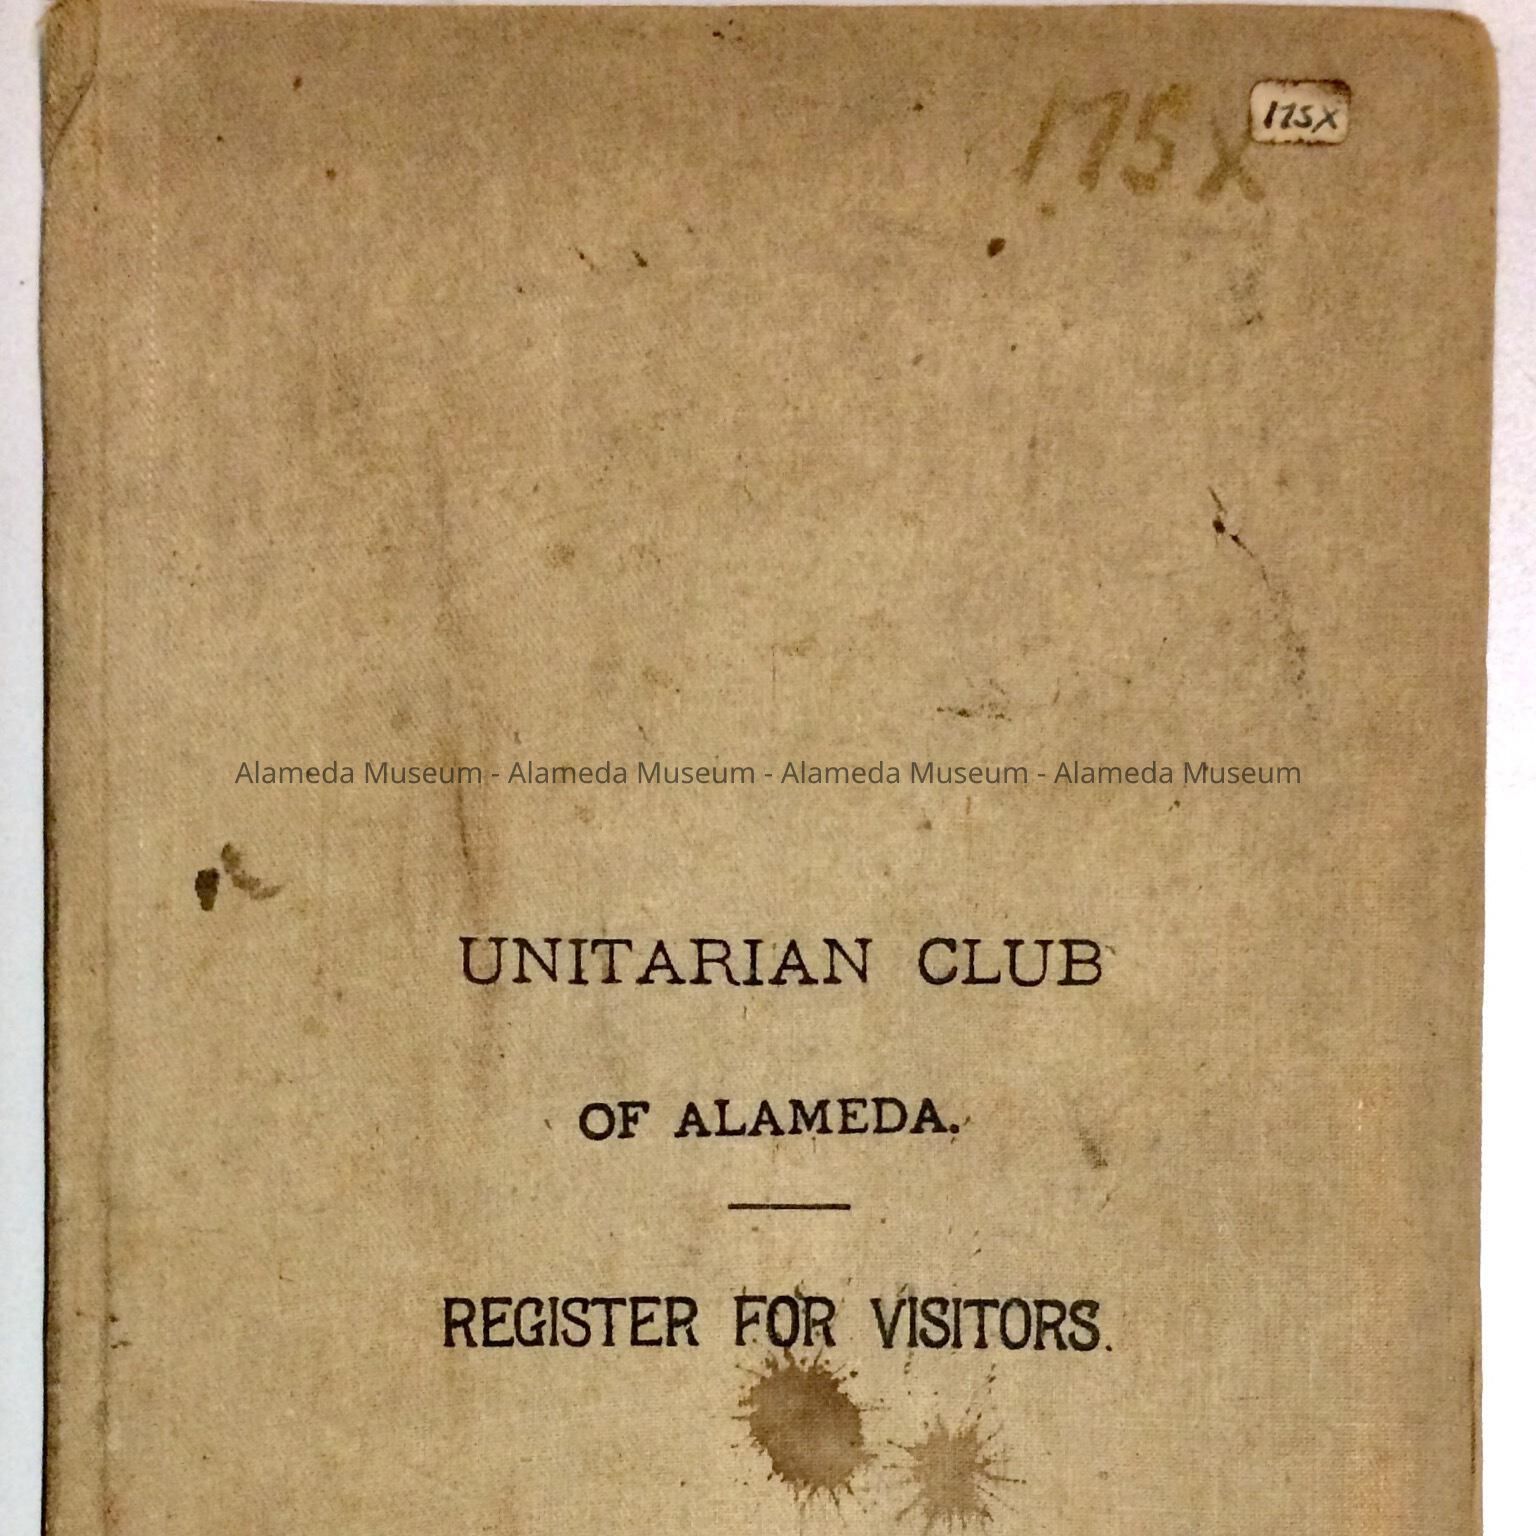 175X
175X
Alameda Museum - Alameda Museum - Alameda Museum - Alameda Museum
UNITARIAN CLUB
OF ALAMEDA.
REGISTER FOR VISITORS.